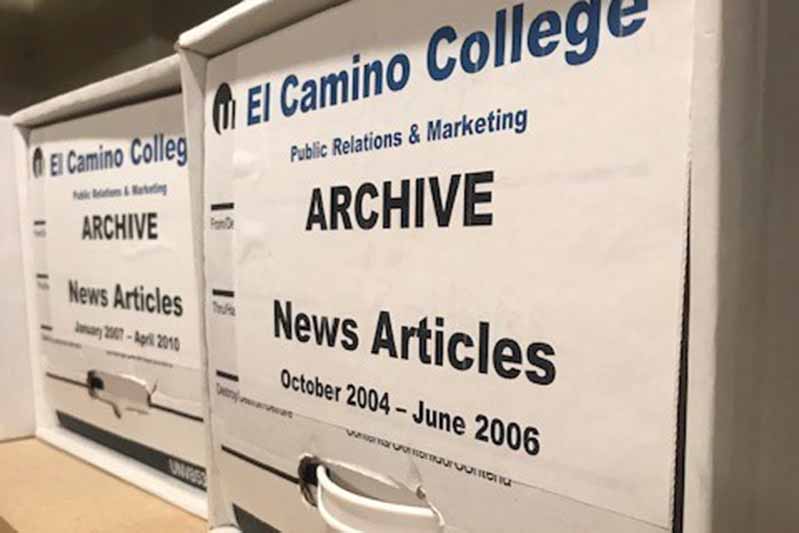 El Camino College
Public Relations & Marketing
ARCHIVE
News Articles
January 2007 – April 2010
El Camino College
Public Relations & Marketing
ARCHIVE
News Articles
October 2004 – June 2006